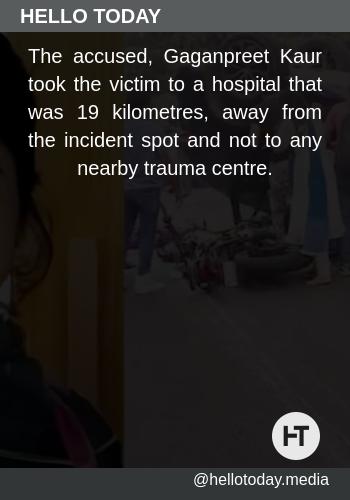 HELLO TODAY
The accused, Gaganpreet Kaur
took the victim to a hospital that
was 19 kilometres, away from
the incident spot and not to any
nearby trauma centre.
HT
@hellotoday.media